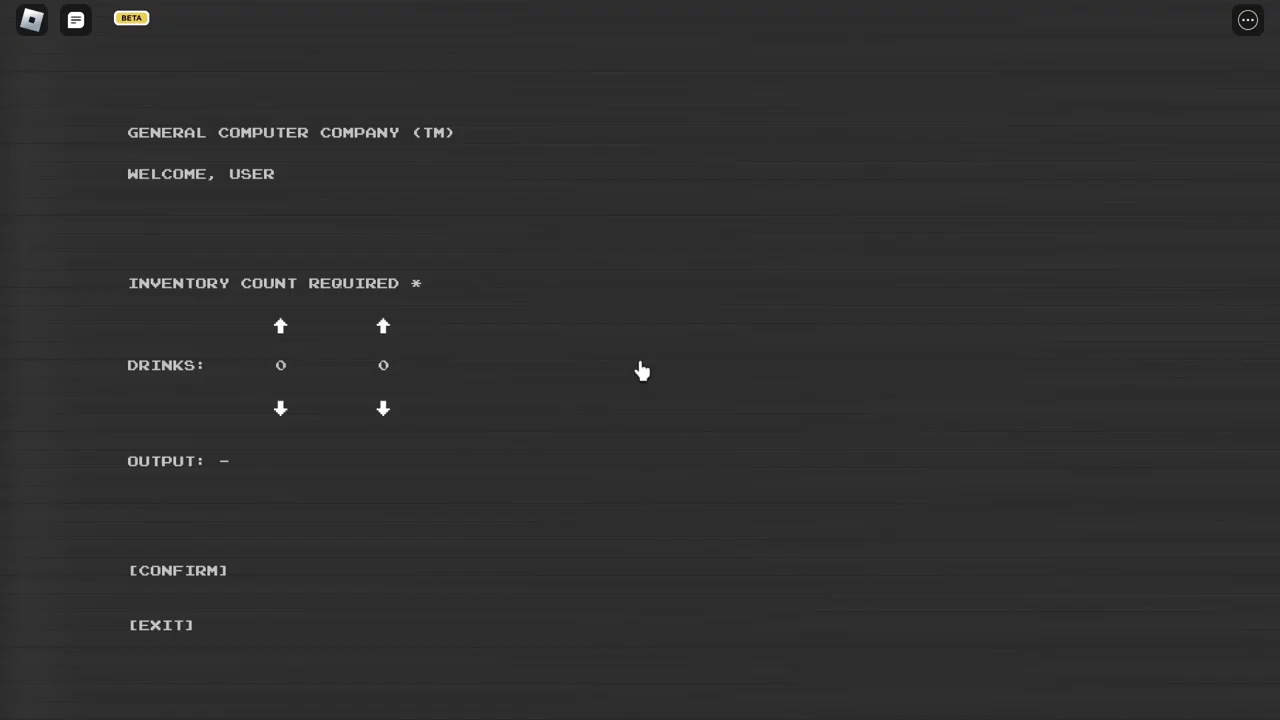 BETA
GENERAL COMPUTER COMPANY (TM)
WELCOME, USER
INVENTORY COUNT REQUIRED *
DRINKS: 0 0
OUTPUT: -
[CONFIRM]
[EXIT]